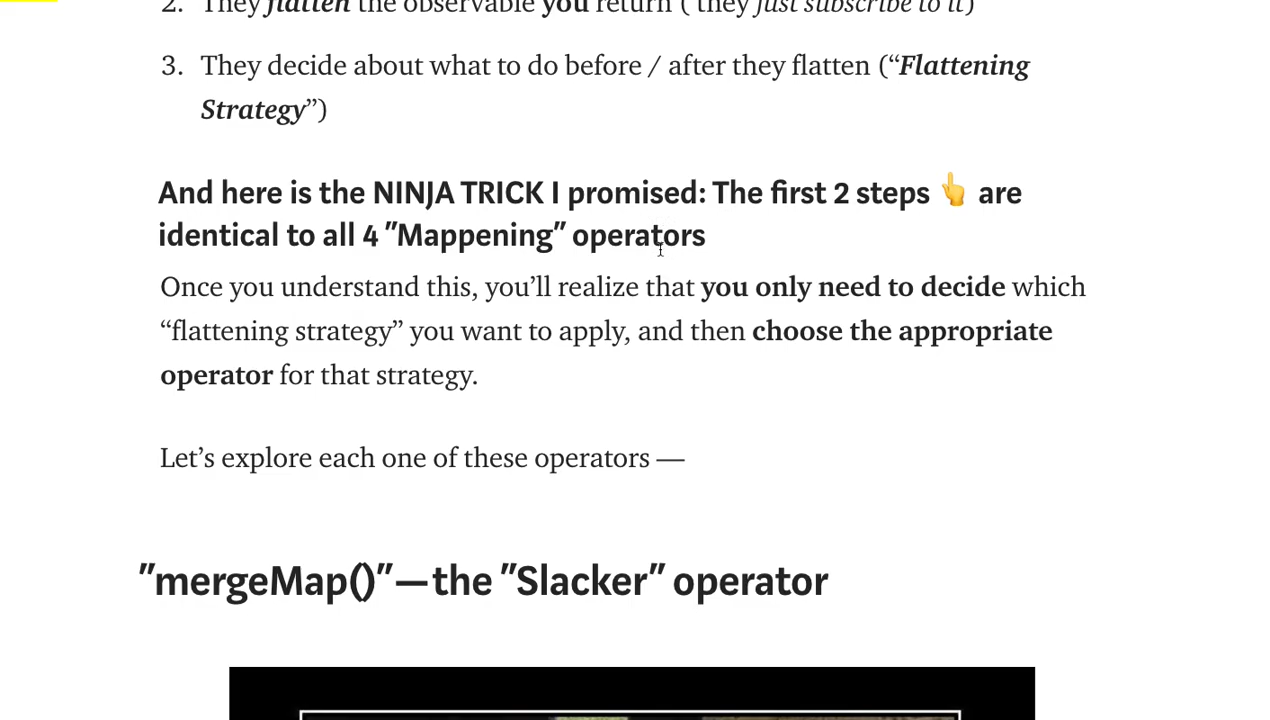 2. They flatten the observable you return ( they just subscribe to it)
3. They decide about what to do before / after they flatten (“Flattening
Strategy”)
And here is the NINJA TRICK I promised: The first 2 steps 👆 are
identical to all 4 ”Mappening” operators
Once you understand this, you’ll realize that you only need to decide which
“flattening strategy” you want to apply, and then choose the appropriate
operator for that strategy.
Let’s explore each one of these operators —
”mergeMap()” — the ”Slacker” operator